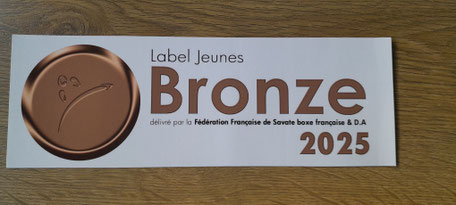 Label Jeunes
Bronze
délivré par la Fédération Française de Savate boxe française & D.A
2025